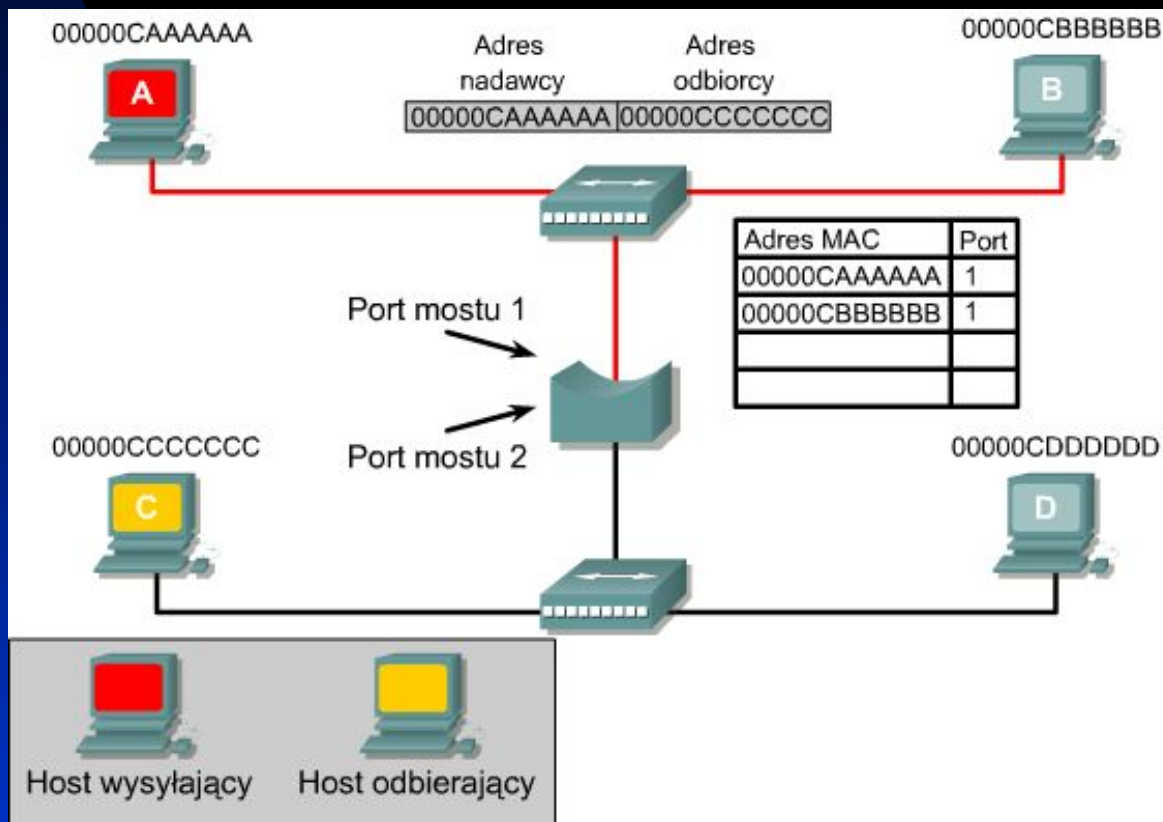 00000CAAAAAA
00000CBBBBBB
Adres
nadawcy
Adres
odbiorcy
00000CAAAAAA 00000CCCCCCC
A
B
Adres MAC Port
00000CAAAAAA 1
00000CBBBBBB 1
Port mostu 1
Port mostu 2
00000CCCCCCC
00000CDDDDDD
C
D
Host wysyłający
Host odbierający